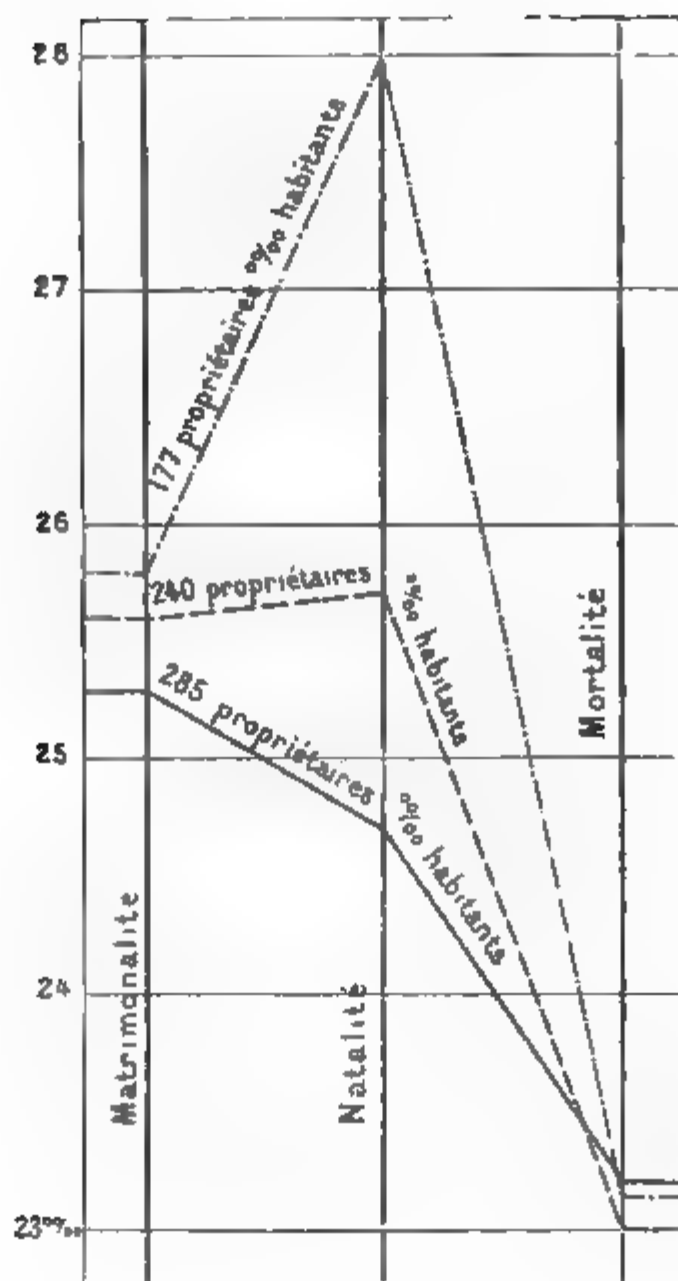 28
27
26
25
24
23‰
177 propriétaires ‰ habitants
240 propriétaires ‰ habitants
285 propriétaires ‰ habitants
Matrimonalité
Natalité
Mortalité